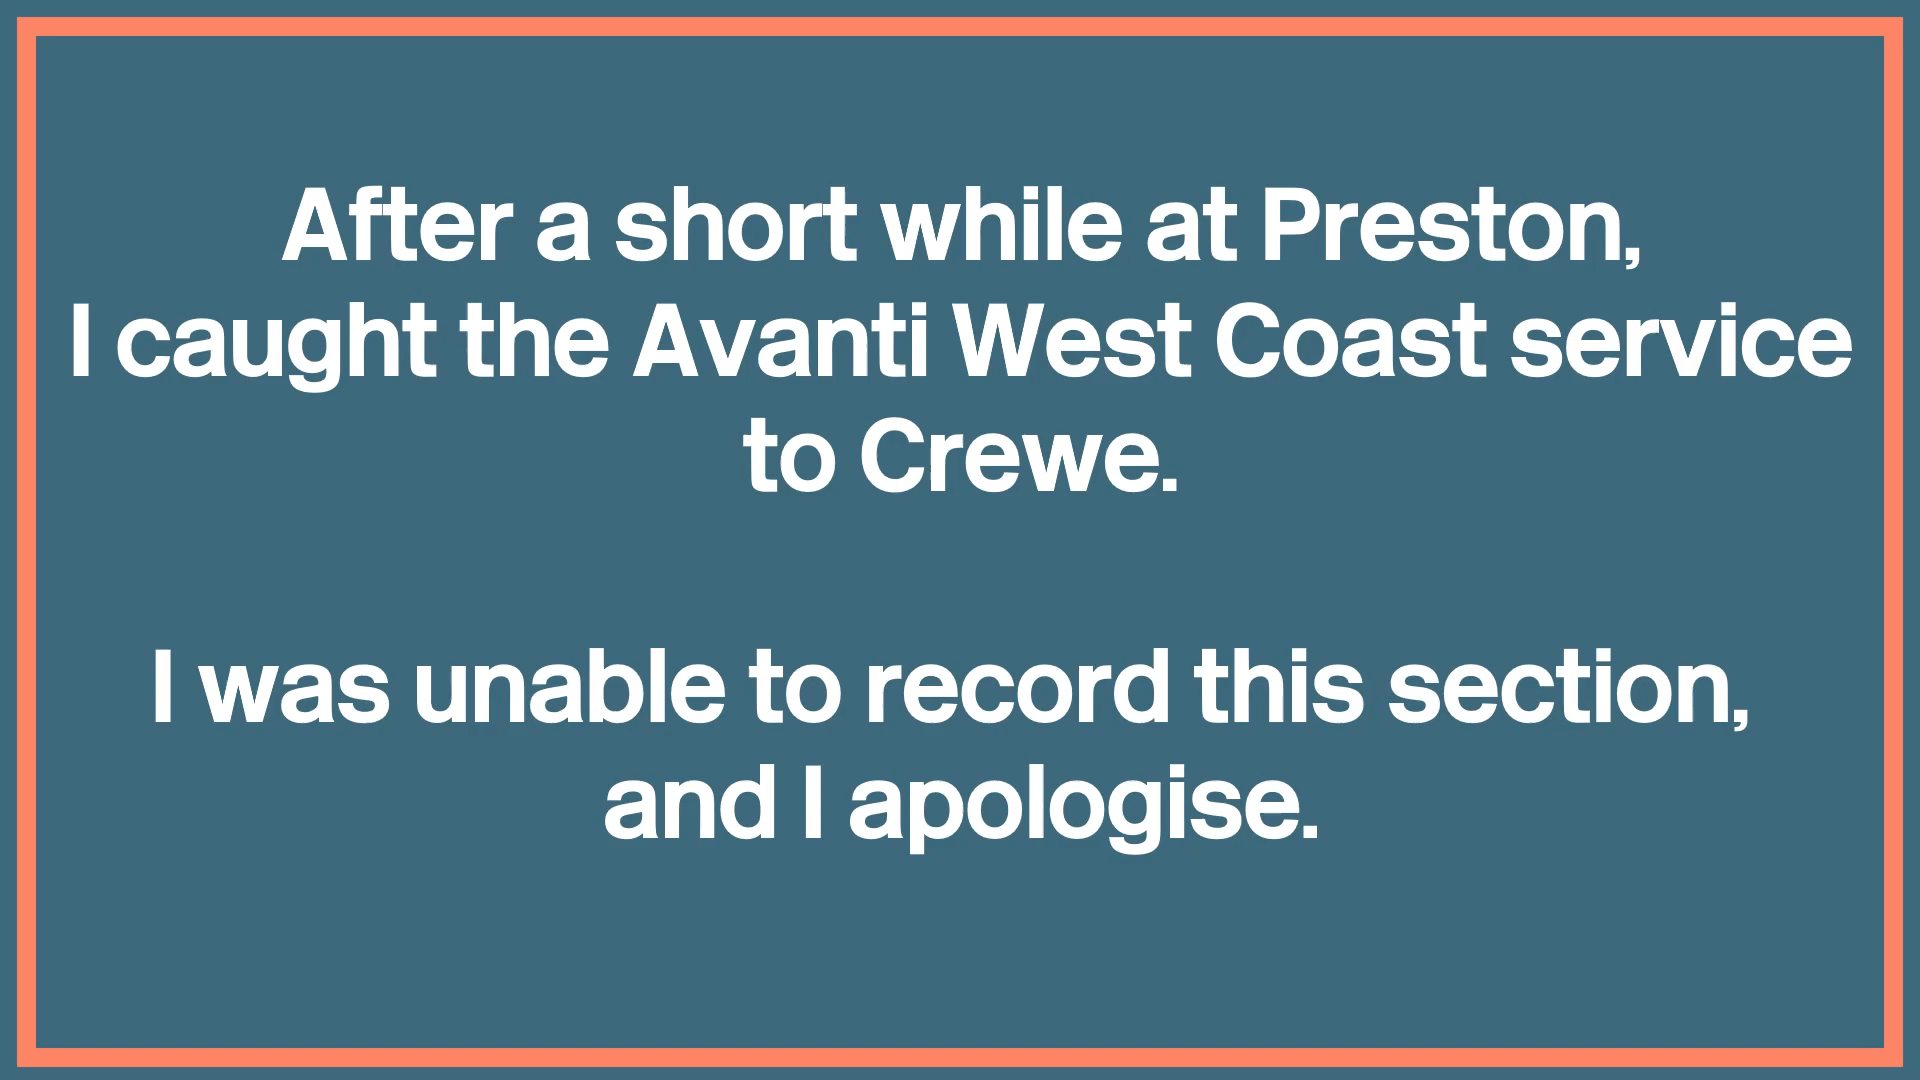 After a short while at Preston,
I caught the Avanti West Coast service
to Crewe.
I was unable to record this section,
and I apologise.